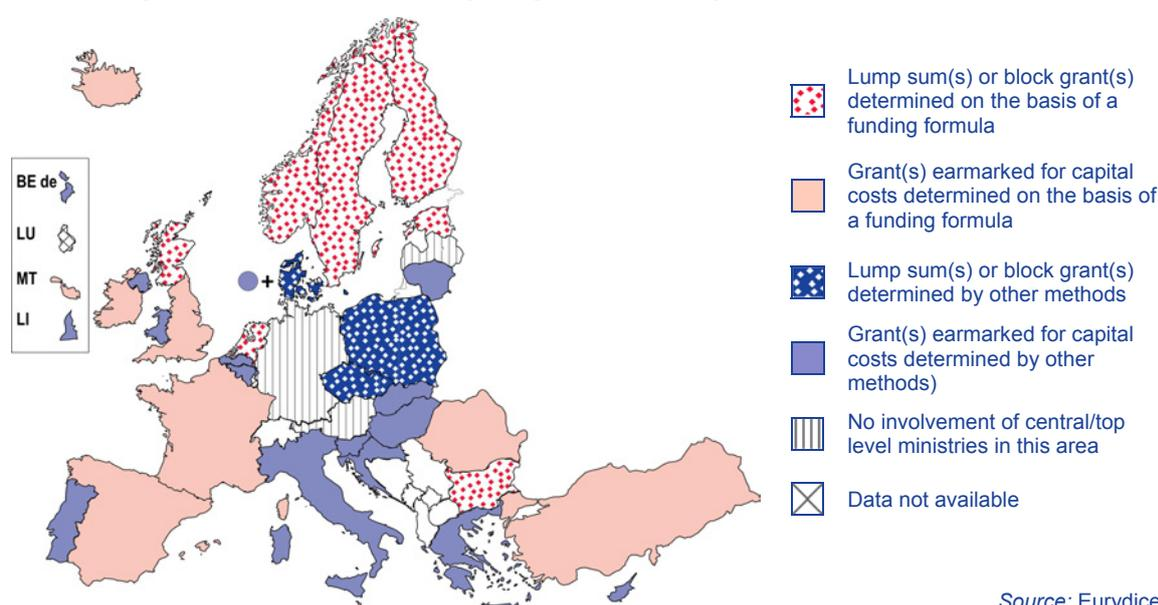 BE de
LU
MT
LI
+
Lump sum(s) or block grant(s)
determined on the basis of a
funding formula
Grant(s) earmarked for capital
costs determined on the basis of
a funding formula
Lump sum(s) or block grant(s)
determined by other methods
Grant(s) earmarked for capital
costs determined by other
methods)
No involvement of central/top
level ministries in this area
Data not available
Source: Eurydice